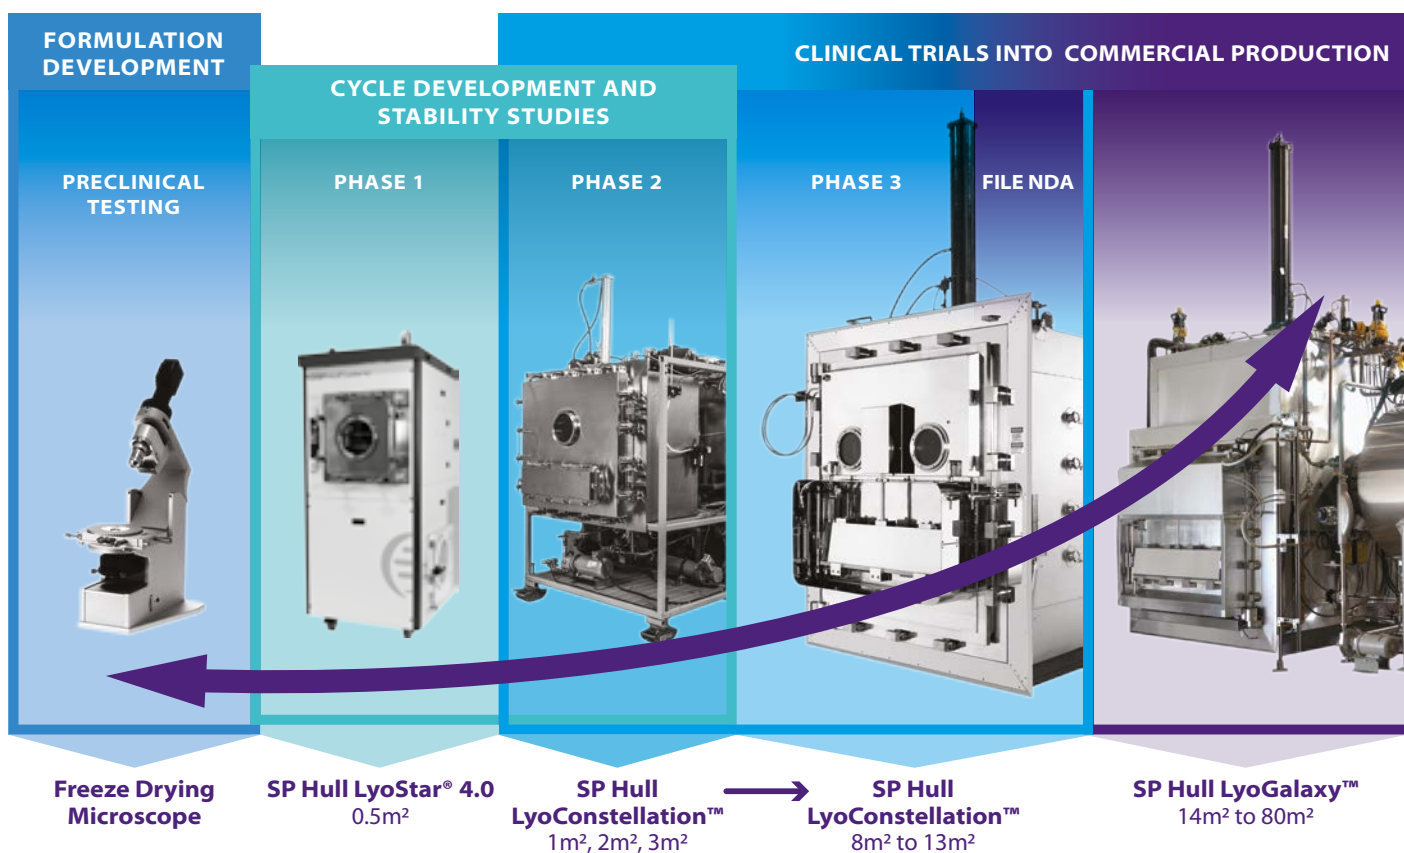 FORMULATION
DEVELOPMENT
CLINICAL TRIALS INTO COMMERCIAL PRODUCTION
CYCLE DEVELOPMENT AND
STABILITY STUDIES
PRECLINICAL
TESTING
PHASE 1
PHASE 2
PHASE 3
FILE NDA
Freeze Drying
Microscope
SP Hull LyoStar® 4.0
0.5m²
SP Hull
LyoConstellation™
1m², 2m², 3m²
SP Hull
LyoConstellation™
8m² to 13m²
SP Hull LyoGalaxy™
14m² to 80m²